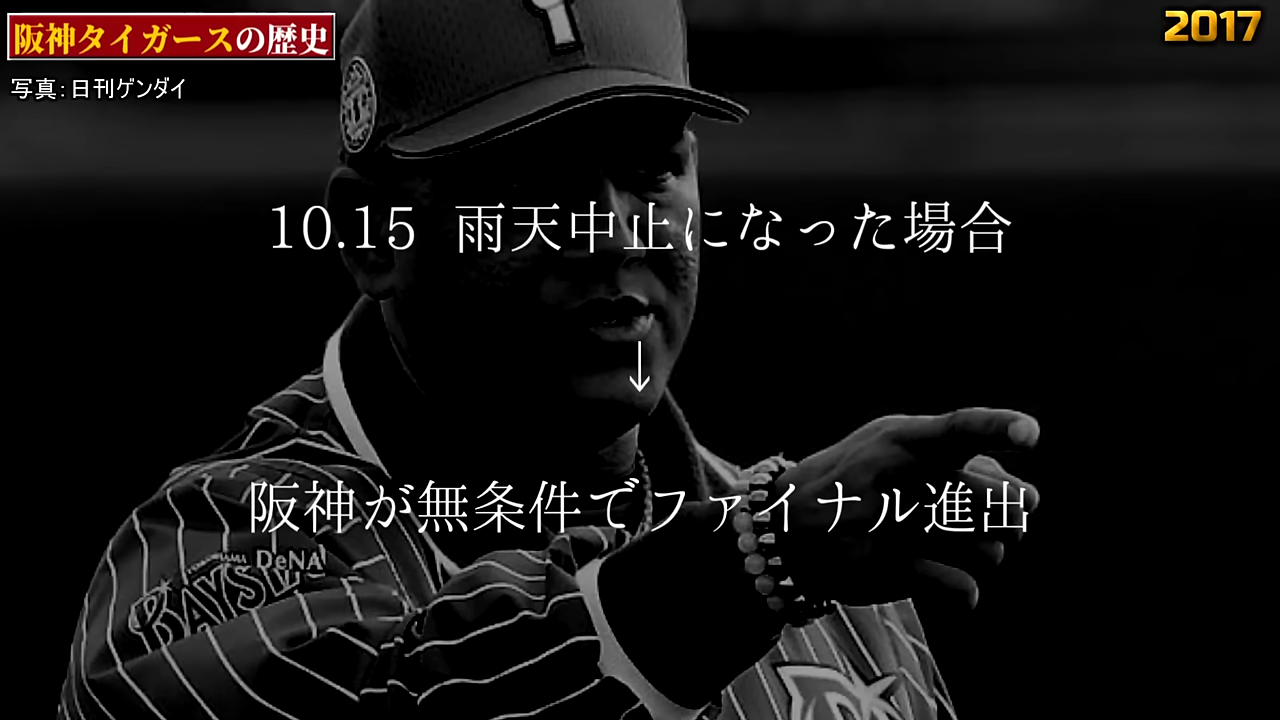 阪神タイガースの歴史
2017
写真：日刊ゲンダイ
10.15 雨天中止になった場合
↓
阪神が無条件でファイナル進出
DeNA
BAYS